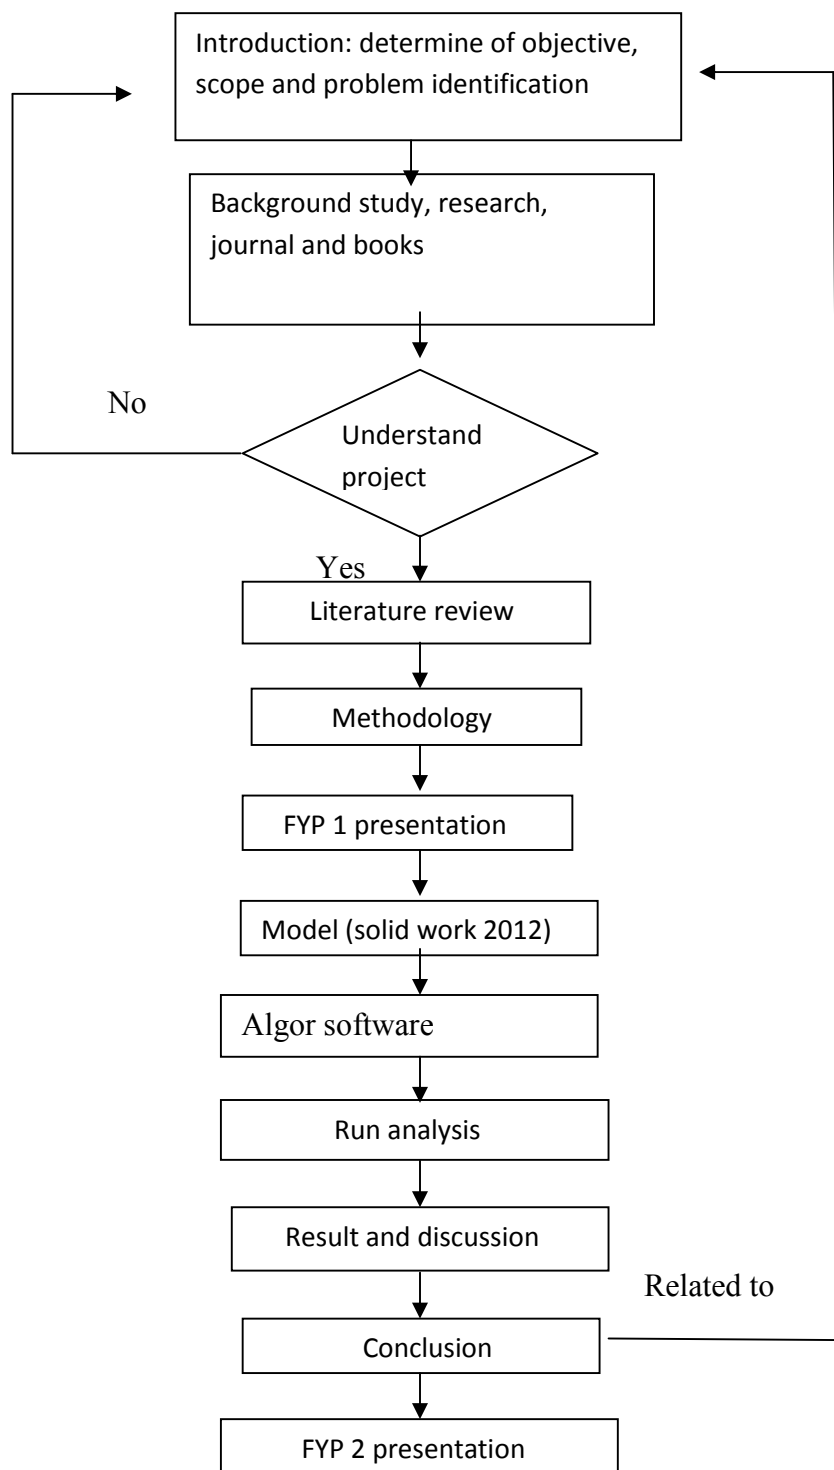 Introduction: determine of objective,
scope and problem identification
Background study, research,
journal and books
No
Understand
project
Yes
Literature review
Methodology
FYP 1 presentation
Model (solid work 2012)
Algor software
Run analysis
Result and discussion
Related to
Conclusion
FYP 2 presentation